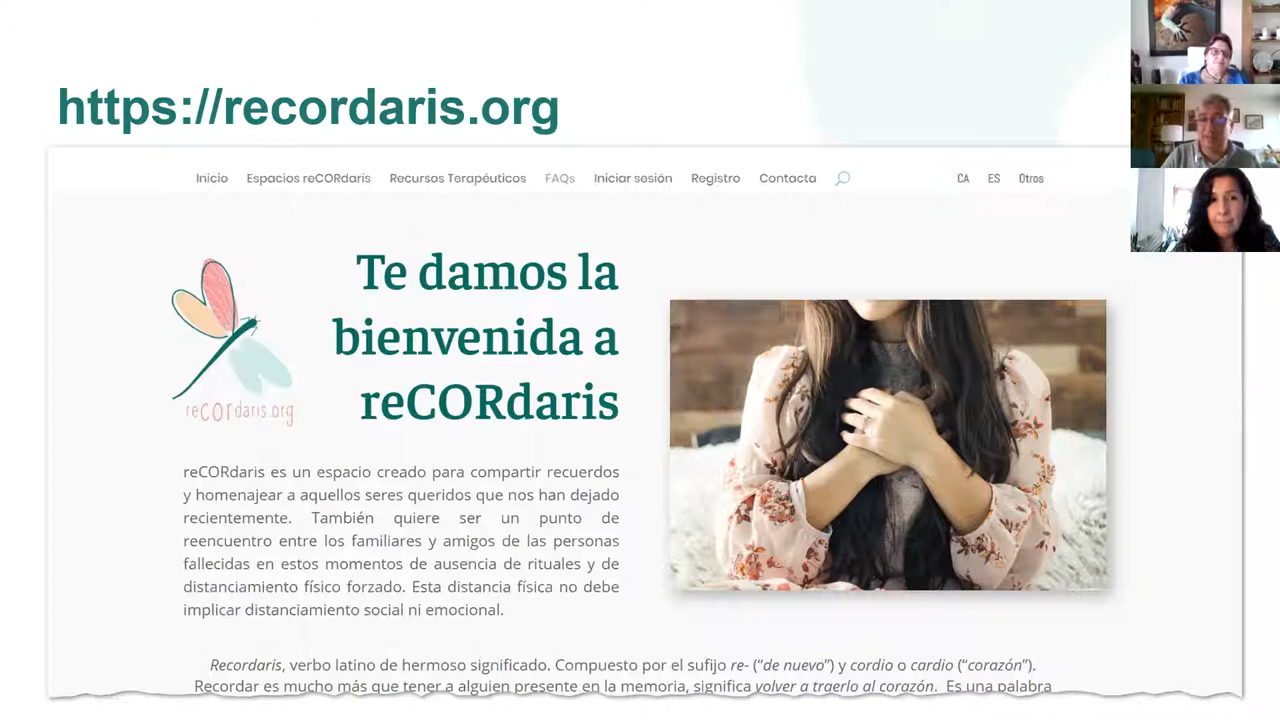 https://recordaris.org
Inicio Espacios reCORdaris Recursos Terapéuticos FAQs Iniciar sesión Registro Contacta CA ES Otros
Te damos la
bienvenida a
reCORdaris
reCORdaris.org
reCORdaris es un espacio creado para compartir recuerdos
y homenajear a aquellos seres queridos que nos han dejado
recientemente. También quiere ser un punto de
reencuentro entre los familiares y amigos de las personas
fallecidas en estos momentos de ausencia de rituales y de
distanciamiento físico forzado. Esta distancia física no debe
implicar distanciamiento social ni emocional.
Recordaris, verbo latino de hermoso significado. Compuesto por el sufijo re- (“de nuevo”) y cordio o cardio (“corazón”).
Recordar es mucho más que tener a alguien presente en la memoria, significa volver a traerlo al corazón. Es una palabra